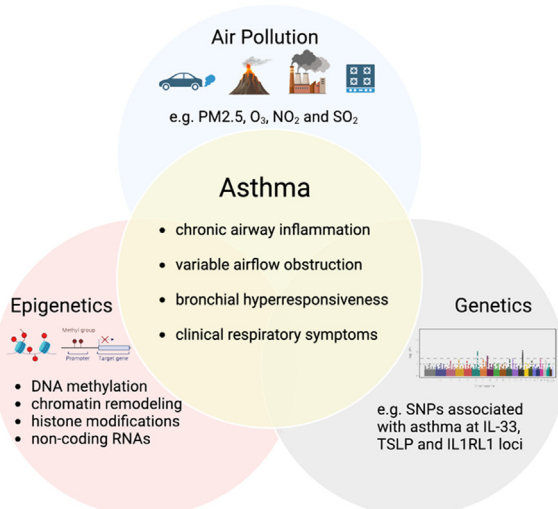 Air Pollution
e.g. PM2.5, O₃, NO₂ and SO₂
Asthma
• chronic airway inflammation
• variable airflow obstruction
• bronchial hyperresponsiveness
• clinical respiratory symptoms
Epigenetics
Methyl group
Promoter Target gene
• DNA methylation
• chromatin remodeling
• histone modifications
• non-coding RNAs
Genetics
e.g. SNPs associated
with asthma at IL-33,
TSLP and IL1RL1 loci